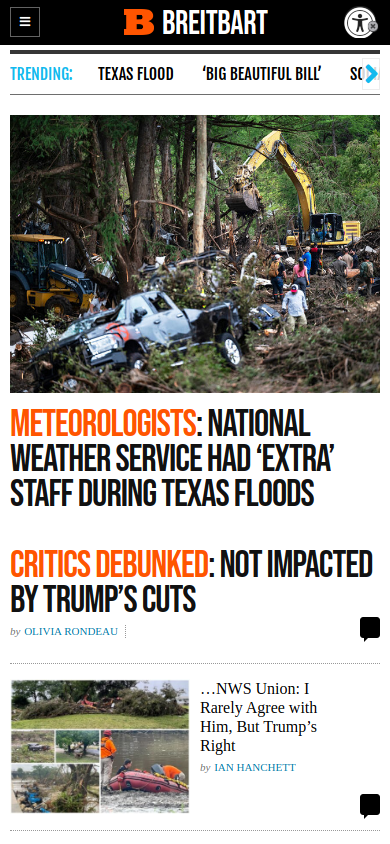 BREITBART
TRENDING:
TEXAS FLOOD
‘BIG BEAUTIFUL BILL’
METEOROLOGISTS: NATIONAL
WEATHER SERVICE HAD ‘EXTRA’
STAFF DURING TEXAS FLOODS
CRITICS DEBUNKED: NOT IMPACTED
BY TRUMP’S CUTS
by OLIVIA RONDEAU
…NWS Union: I
Rarely Agree with
Him, But Trump’s
Right
by IAN HANCHETT